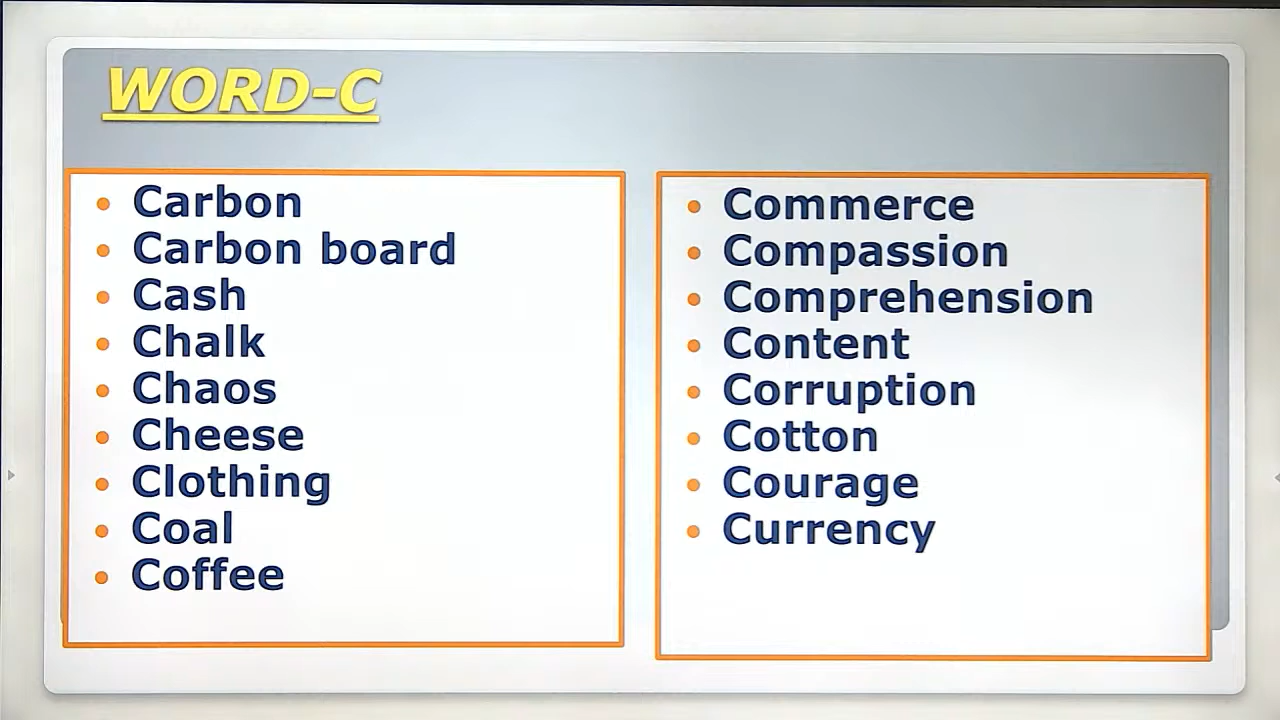 WORD-C
• Carbon
• Carbon board
• Cash
• Chalk
• Chaos
• Cheese
• Clothing
• Coal
• Coffee
• Commerce
• Compassion
• Comprehension
• Content
• Corruption
• Cotton
• Courage
• Currency